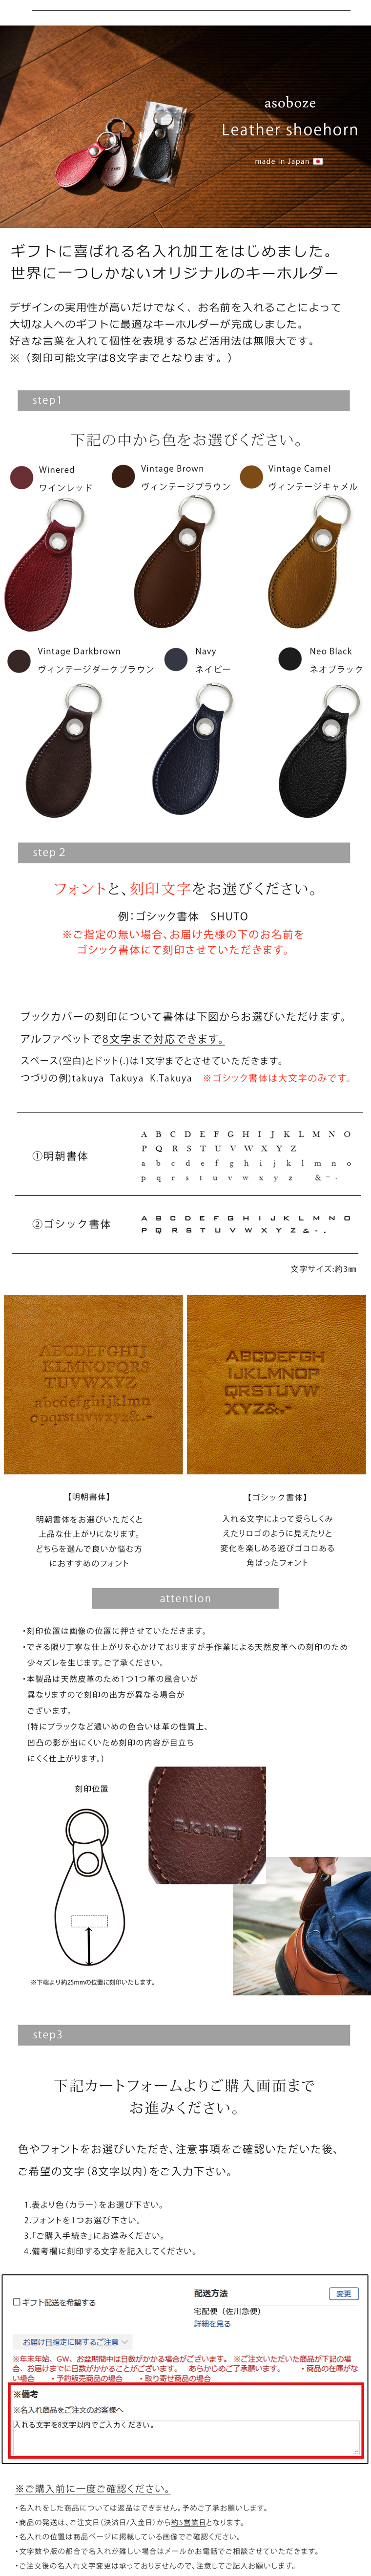 asoboze
Leather shoehorn
made in Japan
ギフトに喜ばれる名入れ加工をはじめました。
世界に一つしかないオリジナルのキーホルダー
デザインの実用性が高いだけでなく、お名前を入れることによって
大切な人へのギフトに最適なキーホルダーが完成しました。
好きな言葉を入れて個性を表現するなど活用法は無限大です。
※（刻印可能文字は8文字までとなります。）
step1
下記の中から色をお選びください。
Winered
ワインレッド
Vintage Brown
ヴィンテージブラウン
Vintage Camel
ヴィンテージキャメル
Vintage Darkbrown
ヴィンテージダークブラウン
Navy
ネイビー
Neo Black
ネオブラック
step 2
フォントと、刻印文字をお選びください。
例：ゴシック書体　SHUTO
※ご指定の無い場合、お届け先様の下のお名前を
ゴシック書体にて刻印させていただきます。
ブックカバーの刻印について書体は下図からお選びいただけます。
アルファベットで8文字まで対応できます。
スペース(空白)とドット(.)は1文字までとさせていただきます。
つづりの例)takuya Takuya K.Takuya ※ゴシック書体は大文字のみです。
①明朝書体
A B C D E F G H I J K L M N O
P Q R S T U V W X Y Z
a b c d e f g h i j k l m n o
p q r s t u v w x y z & - .
②ゴシック書体
A B C D E F G H I J K L M N O
P Q R S T U V W X Y Z & - .
文字サイズ:約3㎜
ABCDEFGHIJ
KLMNOPQRS
TUVWXYZ
abcdefghijklmn
opqrstuvwxyz&.-
ABCDEFGH
IJKLMNOP
QRSTUVW
XYZ&.-
【明朝書体】
明朝書体をお選びいただくと
上品な仕上がりになります。
どちらを選んで良いか悩む方
におすすめのフォント
【ゴシック書体】
入れる文字によって愛らしくみ
えたりロゴのように見えたりと
変化を楽しめる遊びゴコロある
角ばったフォント
attention
・刻印位置は画像の位置に押させていただきます。
・できる限り丁寧な仕上がりを心かけておりますが手作業による天然皮革への刻印のため
少々ズレを生じます。ご了承ください。
・本製品は天然皮革のため1つ1つ革の風合いが
異なりますので刻印の出方が異なる場合が
ございます。
(特にブラックなど濃いめの色合いは革の性質上、
凹凸の影が出にくいため刻印の内容が目立ち
にくく仕上がります。)
刻印位置
S.KAMEI
※下端より約25mmの位置に刻印いたします。
step3
下記カートフォームよりご購入画面まで
お進みください。
色やフォントをお選びいただき、注意事項をご確認いただいた後、
ご希望の文字（8文字以内）をご入力下さい。
1.表より色（カラー）をお選び下さい。
2.フォントを1つお選び下さい。
3.「ご購入手続き」にお進みください。
4.備考欄に刻印する文字を記入してください。
ギフト配送を希望する
配送方法
変更
宅配便（佐川急便）
詳細を見る
お届け日指定に関するご注意
※年末年始、GW、お盆期間中は日数がかかる場合がございます。 ※ご注文いただいた商品が下記の場
合、お届けまでに日数がかかることがございます。 あらかじめご了承願います。 ・商品の在庫がな
い場合 ・予約販売商品の場合 ・取り寄せ商品の場合
※備考
※名入れ商品をご注文のお客様へ
入れる文字を8文字以内でご入力ください。
※ご購入前に一度ご確認ください。
・名入れをした商品については返品はできません。予めご了承お願いします。
・商品の発送は、ご注文日（決済日/入金日）から約5営業日となります。
・名入れの位置は商品ページに掲載している画像でご確認ください。
・文字数や版の都合で名入れが難しい場合はメールかお電話でご相談させていただきます。
・ご注文後の名入れ文字変更は承っておりませんので、注意してご記入お願いします。